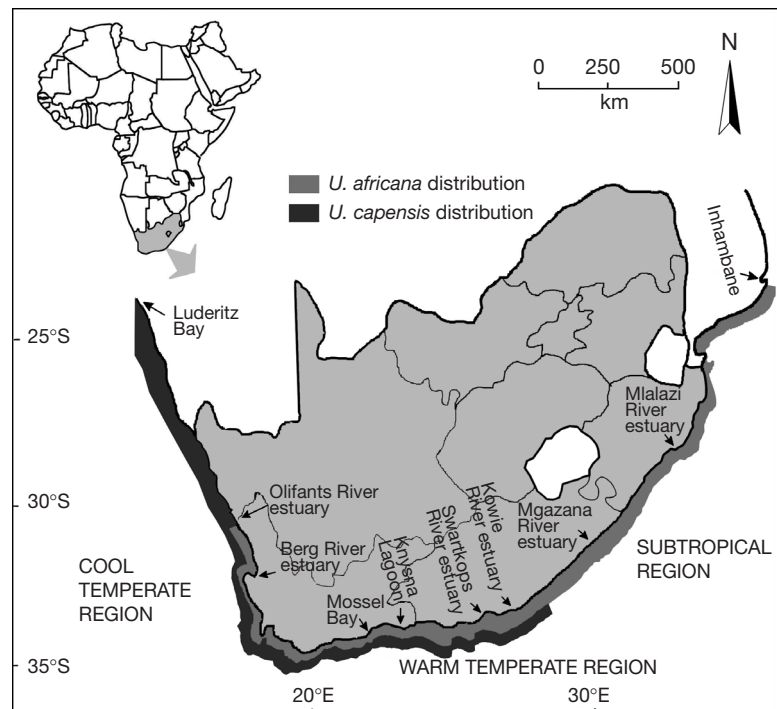 N
0 250 500
km
U. africana distribution
U. capensis distribution
Inhambane
Luderitz
Bay
25°S
Mlalazi
River
estuary
Olifants River
estuary
30°S
Kowie
River estuary
Swartkops
River estuary
Mgazana
River
estuary
Berg River
estuary
Knysna
Lagoon
SUBTROPICAL
REGION
COOL
TEMPERATE
REGION
Mossel
Bay
WARM TEMPERATE REGION
35°S
20°E
30°E